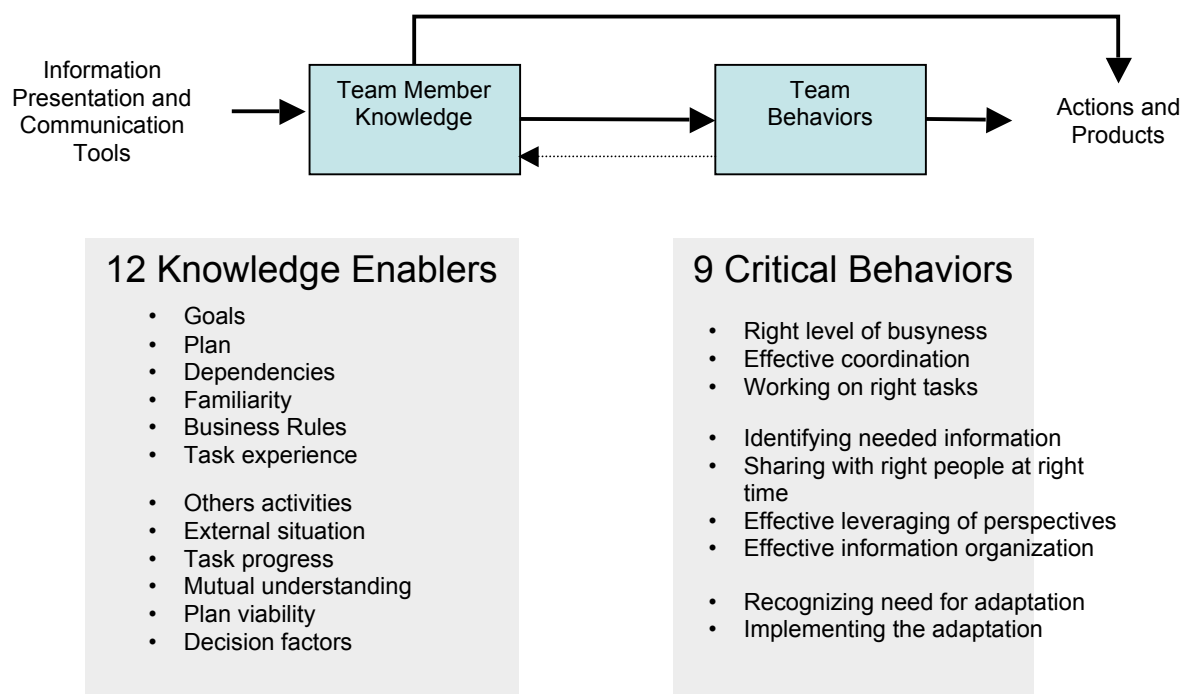 Information
Presentation and
Communication
Tools
Team Member
Knowledge
Team
Behaviors
Actions and
Products
12 Knowledge Enablers
• Goals
• Plan
• Dependencies
• Familiarity
• Business Rules
• Task experience
• Others activities
• External situation
• Task progress
• Mutual understanding
• Plan viability
• Decision factors
9 Critical Behaviors
• Right level of busyness
• Effective coordination
• Working on right tasks
• Identifying needed information
• Sharing with right people at right
time
• Effective leveraging of perspectives
• Effective information organization
• Recognizing need for adaptation
• Implementing the adaptation